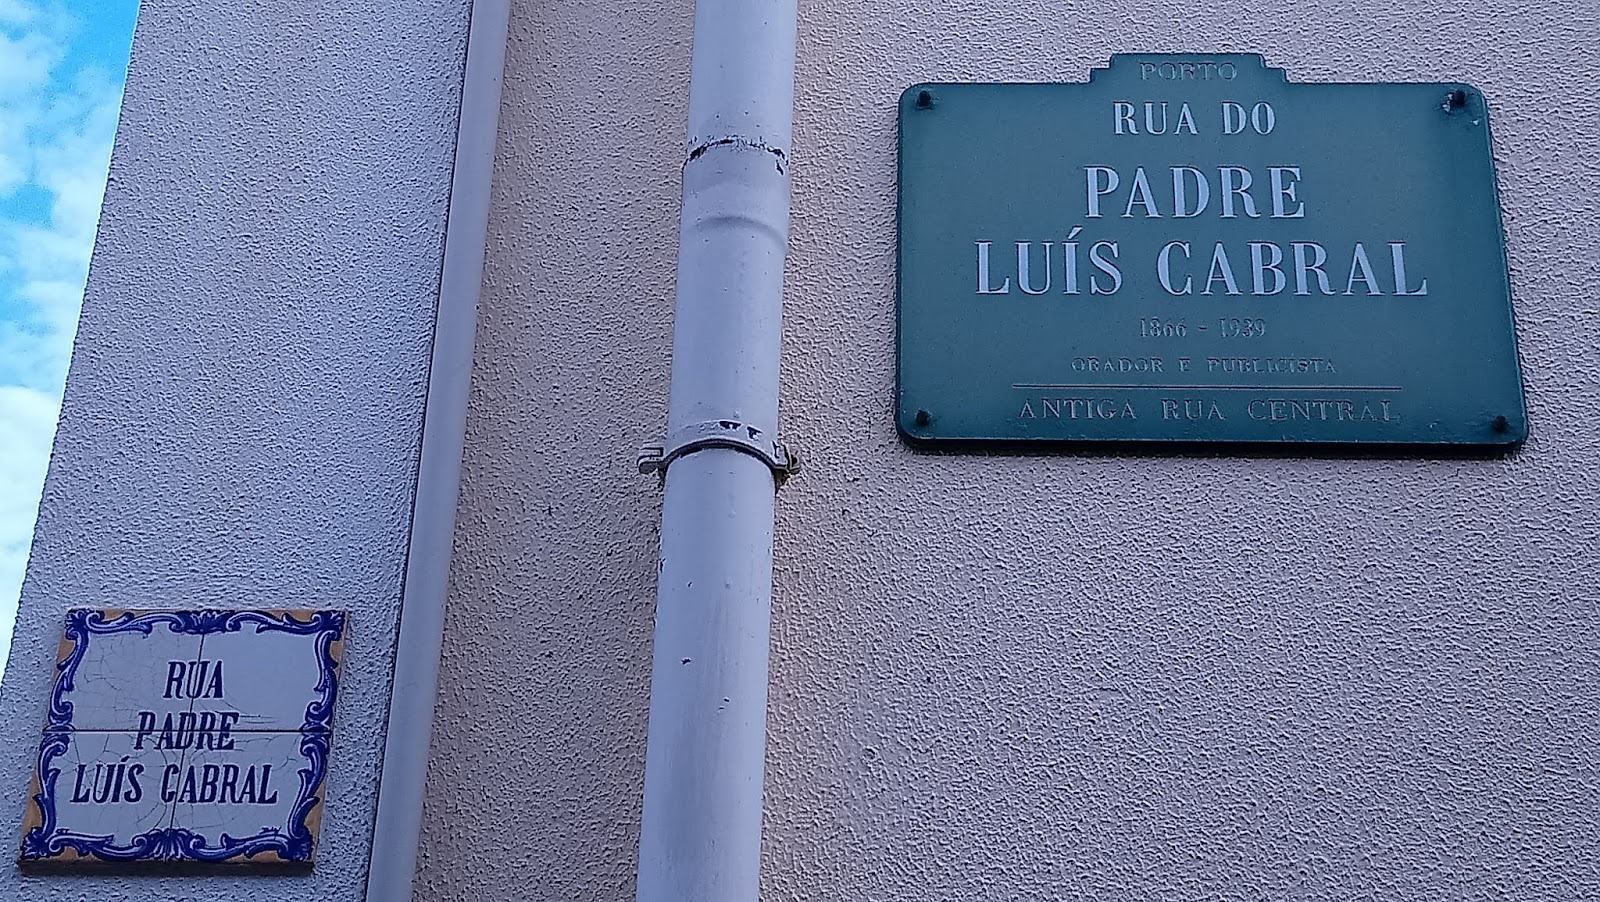 PORTO
RUA DO
PADRE
LUÍS CABRAL
1866 - 1939
ORADOR E PUBLICISTA
ANTIGA RUA CENTRAL
RUA
PADRE
LUÍS CABRAL